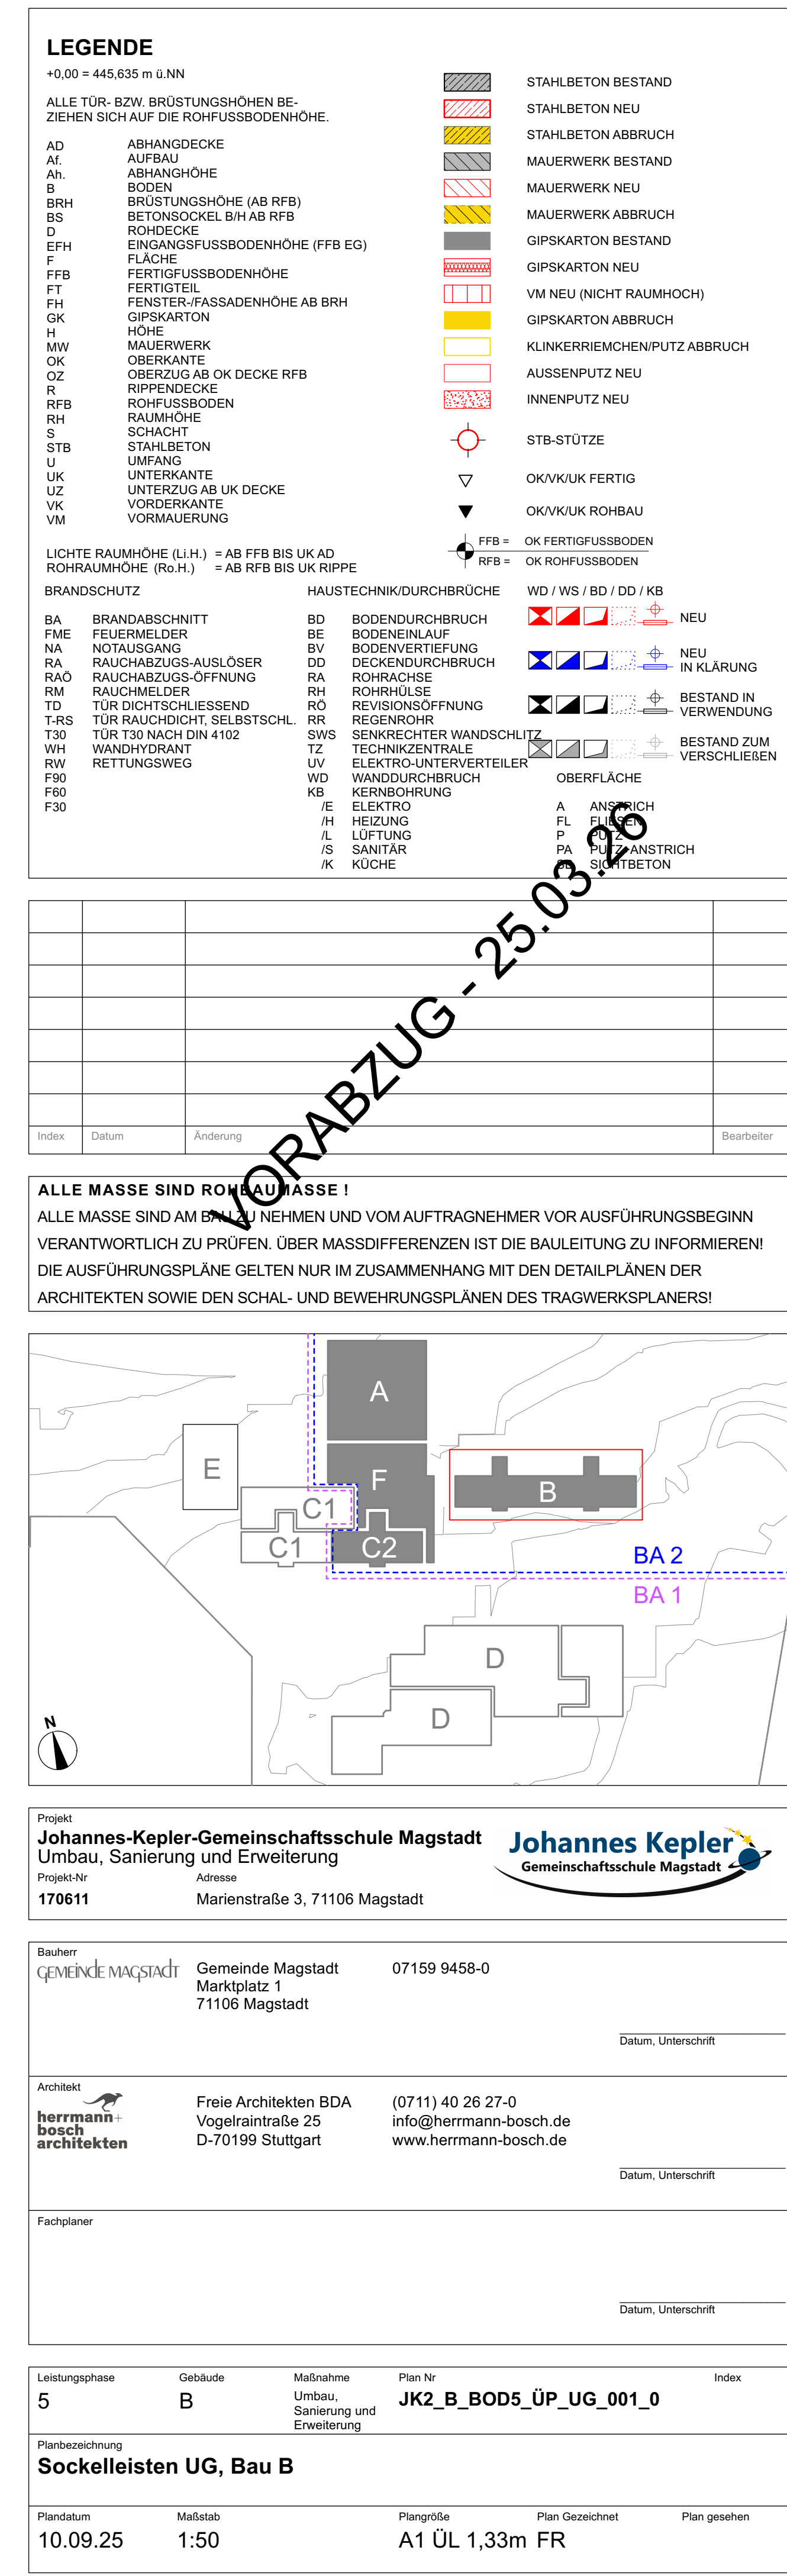 LEGENDE
+0,00 = 445,635 m ü.NN
ALLE TÜR- BZW. BRÜSTUNGSHÖHEN BE-
ZIEHEN SICH AUF DIE ROHFUSSBODENHÖHE.
AD ABHANGDECKE
Af. AUFBAU
Ah. ABHANGHÖHE
B BODEN
BRH BRÜSTUNGSHÖHE (AB RFB)
BS BETONSOCKEL B/H AB RFB
D ROHDECKE
EFH EINGANGSFUSSBODENHÖHE (FFB EG)
F FLÄCHE
FFB FERTIGFUSSBODENHÖHE
FT FERTIGTEIL
FH FENSTER-/FASSADENHÖHE AB BRH
GK GIPSKARTON
H HÖHE
MW MAUERWERK
OK OBERKANTE
OZ OBERZUG AB OK DECKE RFB
R RIPPENDECKE
RFB ROHFUSSBODEN
RH RAUMHÖHE
S SCHACHT
STB STAHLBETON
U UMFANG
UK UNTERKANTE
UZ UNTERZUG AB UK DECKE
VK VORDERKANTE
VM VORMAUERUNG
LICHTE RAUMHÖHE (Li.H.) = AB FFB BIS UK AD
ROHRAUMHÖHE (Ro.H.) = AB RFB BIS UK RIPPE
STAHLBETON BESTAND
STAHLBETON NEU
STAHLBETON ABBRUCH
MAUERWERK BESTAND
MAUERWERK NEU
MAUERWERK ABBRUCH
GIPSKARTON BESTAND
GIPSKARTON NEU
VM NEU (NICHT RAUMHOCH)
GIPSKARTON ABBRUCH
KLINKERRIEMCHEN/PUTZ ABBRUCH
AUSSENPUTZ NEU
INNENPUTZ NEU
STB-STÜTZE
OK/VK/UK FERTIG
OK/VK/UK ROHBAU
FFB = OK FERTIGFUSSBODEN
RFB = OK ROHFUSSBODEN
BRANDSCHUTZ
BA BRANDABSCHNITT
FME FEUERMELDER
NA NOTAUSGANG
RA RAUCHABZUGS-AUSLÖSER
RAÖ RAUCHABZUGS-ÖFFNUNG
RM RAUCHMELDER
TD TÜR DICHTSCHLIESSEND
T-RS TÜR RAUCHDICHT, SELBSTSCHL.
T30 TÜR T30 NACH DIN 4102
WH WANDHYDRANT
RW RETTUNGSWEG
F90
F60
F30
HAUSTECHNIK/DURCHBRÜCHE
BD BODENDURCHBRUCH
BE BODENEINLAUF
BV BODENVERTIEFUNG
DD DECKENDURCHBRUCH
RA ROHRACHSE
RH ROHRHÜLSE
RÖ REVISIONSÖFFNUNG
RR REGENROHR
SWS SENKRECHTER WANDSCHLITZ
TZ TECHNIKZENTRALE
UV ELEKTRO-UNTERVERTEILER
WD WANDDURCHBRUCH
KB KERNBOHRUNG
/E ELEKTRO
/H HEIZUNG
/L LÜFTUNG
/S SANITÄR
/K KÜCHE
WD / WS / BD / DD / KB
NEU
NEU
IN KLÄRUNG
BESTAND IN
VERWENDUNG
BESTAND ZUM
VERSCHLIEßEN
OBERFLÄCHE
A ANSTRICH
FL FLIESEN
P PUTZ
PA PUTZ-ANSTRICH
SICHTBETON
VORABZUG - 25.03.26
Index Datum Änderung Bearbeiter
ALLE MASSE SIND ROHBAUMASSE !
ALLE MASSE SIND AM BAU ZU NEHMEN UND VOM AUFTRAGNEHMER VOR AUSFÜHRUNGSBEGINN
VERANTWORTLICH ZU PRÜFEN. ÜBER MASSDIFFERENZEN IST DIE BAULEITUNG ZU INFORMIEREN!
DIE AUSFÜHRUNGSPLÄNE GELTEN NUR IM ZUSAMMENHANG MIT DEN DETAILPLÄNEN DER
ARCHITEKTEN SOWIE DEN SCHAL- UND BEWEHRUNGSPLÄNEN DES TRAGWERKSPLANERS!
A
E
F
B
C1
C1
C2
BA 2
BA 1
D
D
N
Projekt
Johannes-Kepler-Gemeinschaftsschule Magstadt
Umbau, Sanierung und Erweiterung
Projekt-Nr Adresse
170611 Marienstraße 3, 71106 Magstadt
Johannes Kepler
Gemeinschaftsschule Magstadt
Bauherr
GEMEINDE MAGSTADT
Gemeinde Magstadt 07159 9458-0
Marktplatz 1
71106 Magstadt
Datum, Unterschrift
Architekt
herrmann+
bosch
architekten
Freie Architekten BDA (0711) 40 26 27-0
Vogelraintraße 25 info@herrmann-bosch.de
D-70199 Stuttgart www.herrmann-bosch.de
Datum, Unterschrift
Fachplaner
Datum, Unterschrift
Leistungsphase Gebäude Maßnahme Plan Nr Index
5 B Umbau, JK2_B_BOD5_ÜP_UG_001_0
Sanierung und
Erweiterung
Planbezeichnung
Sockelleisten UG, Bau B
Plandatum Maßstab Plangröße Plan Gezeichnet Plan gesehen
10.09.25 1:50 A1 ÜL 1,33m FR